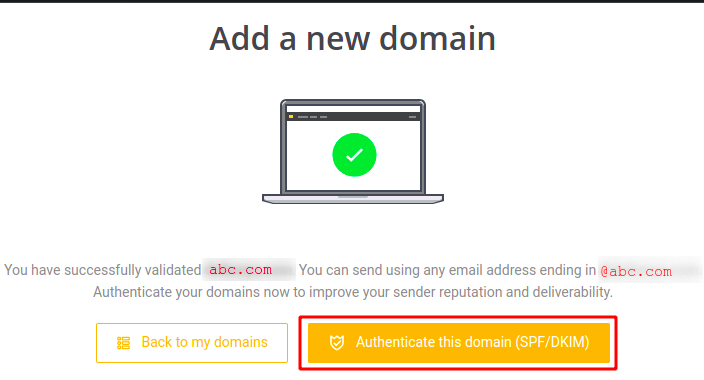 Add a new domain
You have successfully validated abc.com You can send using any email address ending in @abc.com
Authenticate your domains now to improve your sender reputation and deliverability.
Back to my domains
Authenticate this domain (SPF/DKIM)